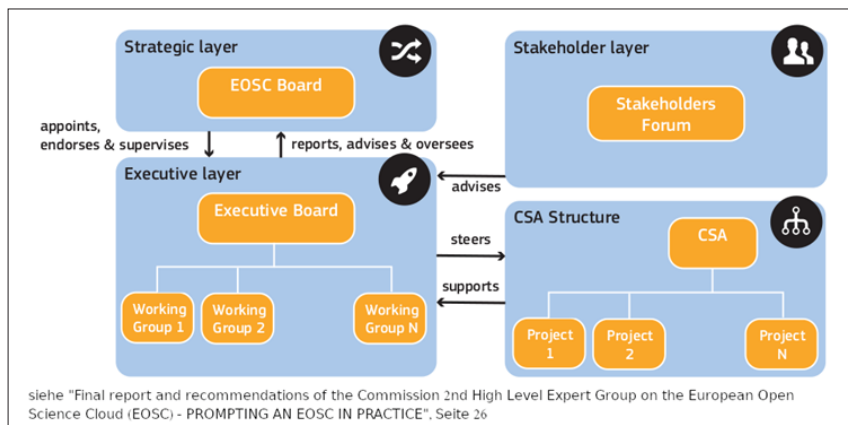 Strategic layer
EOSC Board
Stakeholder layer
Stakeholders
Forum
appoints,
endorses & supervises
reports, advises & oversees
advises
Executive layer
Executive Board
Working
Group 1
Working
Group 2
Working
Group N
steers
supports
CSA Structure
CSA
Project
1
Project
2
Project
N
siehe "Final report and recommendations of the Commission 2nd High Level Expert Group on the European Open
Science Cloud (EOSC) - PROMPTING AN EOSC IN PRACTICE", Seite 26